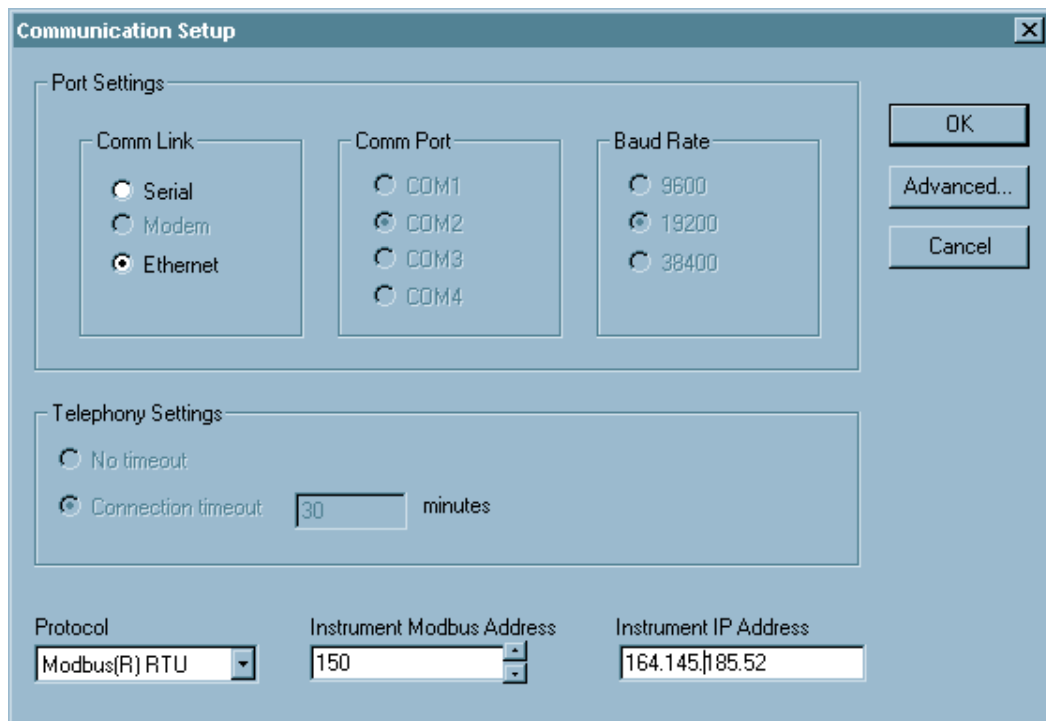 Communication Setup
Port Settings
Comm Link
Serial
Modem
Ethernet
Comm Port
COM1
COM2
COM3
COM4
Baud Rate
9600
19200
38400
OK
Advanced...
Cancel
Telephony Settings
No timeout
Connection timeout 30 minutes
Protocol
Modbus(R) RTU
Instrument Modbus Address
150
Instrument IP Address
164.145.185.52